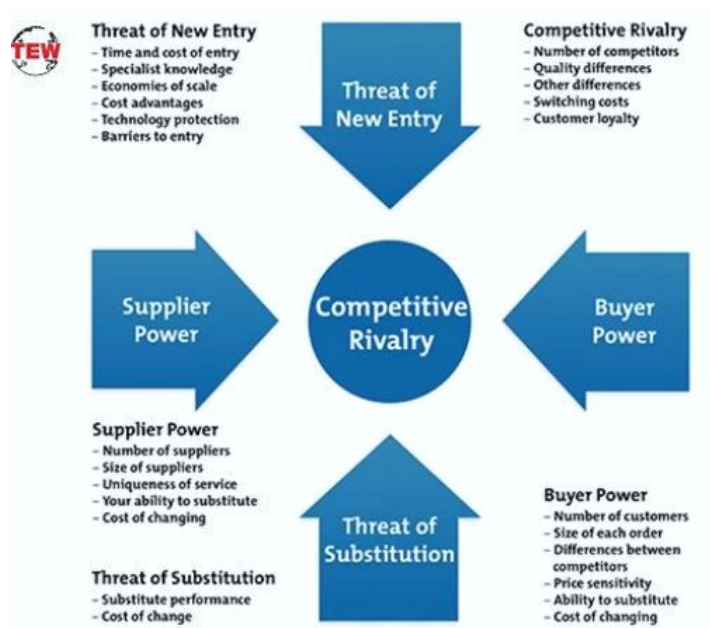 TEW
Threat of New Entry
- Time and cost of entry
- Specialist knowledge
- Economies of scale
- Cost advantages
- Technology protection
- Barriers to entry
Threat of
New Entry
Competitive Rivalry
- Number of competitors
- Quality differences
- Other differences
- Switching costs
- Customer loyalty
Supplier
Power
Competitive
Rivalry
Buyer
Power
Supplier Power
- Number of suppliers
- Size of suppliers
- Uniqueness of service
- Your ability to substitute
- Cost of changing
Threat of Substitution
- Substitute performance
- Cost of change
Threat of
Substitution
Buyer Power
- Number of customers
- Size of each order
- Differences between
competitors
- Price sensitivity
- Ability to substitute
- Cost of changing